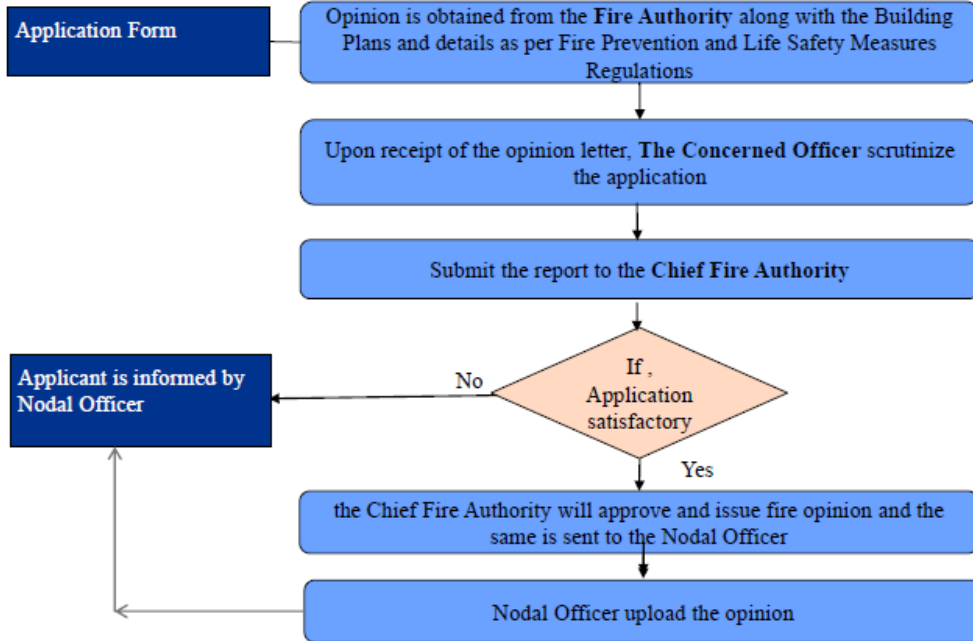 Application Form
Opinion is obtained from the Fire Authority along with the Building
Plans and details as per Fire Prevention and Life Safety Measures
Regulations
Upon receipt of the opinion letter, The Concerned Officer scrutinize
the application
Submit the report to the Chief Fire Authority
If ,
Application
satisfactory
No
Applicant is informed by
Nodal Officer
Yes
the Chief Fire Authority will approve and issue fire opinion and the
same is sent to the Nodal Officer
Nodal Officer upload the opinion